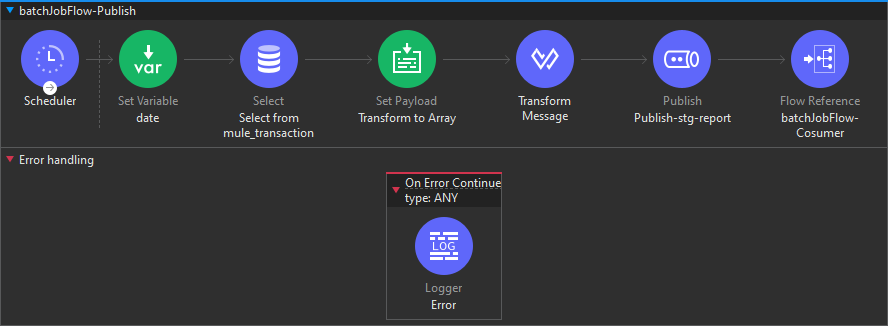 batchJobFlow-Publish
var
Scheduler
Set Variable
date
Select
Select from
mule_transaction
Set Payload
Transform to Array
Transform
Message
Publish
Publish-stg-report
Flow Reference
batchJobFlow-
Cosumer
Error handling
On Error Continue
type: ANY
LOG
Logger
Error